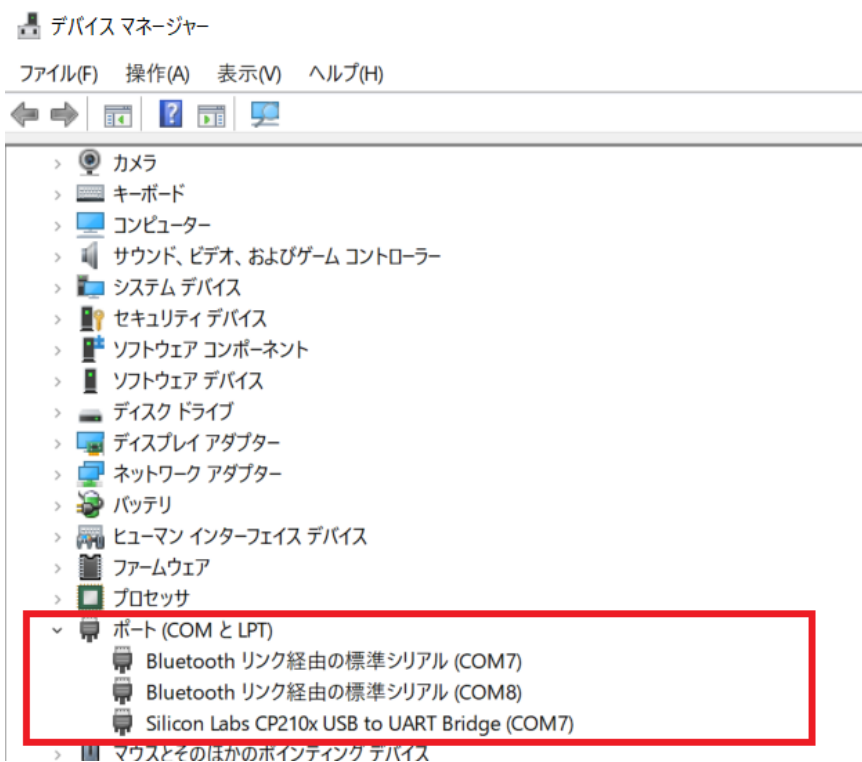 デバイス マネージャー
ファイル(F) 操作(A) 表示(V) ヘルプ(H)
カメラ
キーボード
コンピューター
サウンド、ビデオ、およびゲーム コントローラー
システム デバイス
セキュリティ デバイス
ソフトウェア コンポーネント
ソフトウェア デバイス
ディスク ドライブ
ディスプレイ アダプター
ネットワーク アダプター
バッテリ
ヒューマン インターフェイス デバイス
ファームウェア
プロセッサ
ポート (COM と LPT)
Bluetooth リンク経由の標準シリアル (COM7)
Bluetooth リンク経由の標準シリアル (COM8)
Silicon Labs CP210x USB to UART Bridge (COM7)
マウスとそのほかのポインティング デバイス